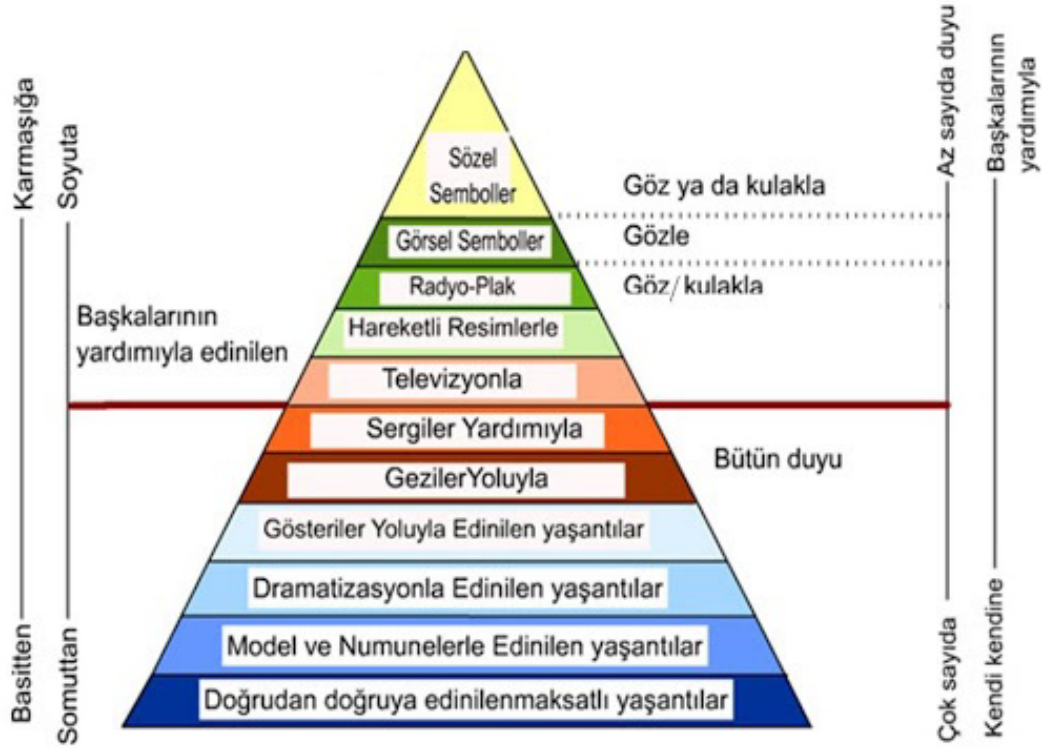 Karmaşığa
Basitten
Soyuta
Somuttan
Başkalarının
yardımıyla edinilen
Sözel
Semboller
Görsel Semboller
Radyo-Plak
Hareketli Resimlerle
Televizyonla
Sergiler Yardımıyla
GezilerYoluyla
Gösteriler Yoluyla Edinilen yaşantılar
Dramatizasyonla Edinilen yaşantılar
Model ve Numunelerle Edinilen yaşantılar
Doğrudan doğruya edinilenmaksatlı yaşantılar
Göz ya da kulakla
Gözle
Göz/ kulakla
Bütün duyu
Az sayıda duyu
Çok sayıda
Başkalarının
yardımıyla
Kendi kendine